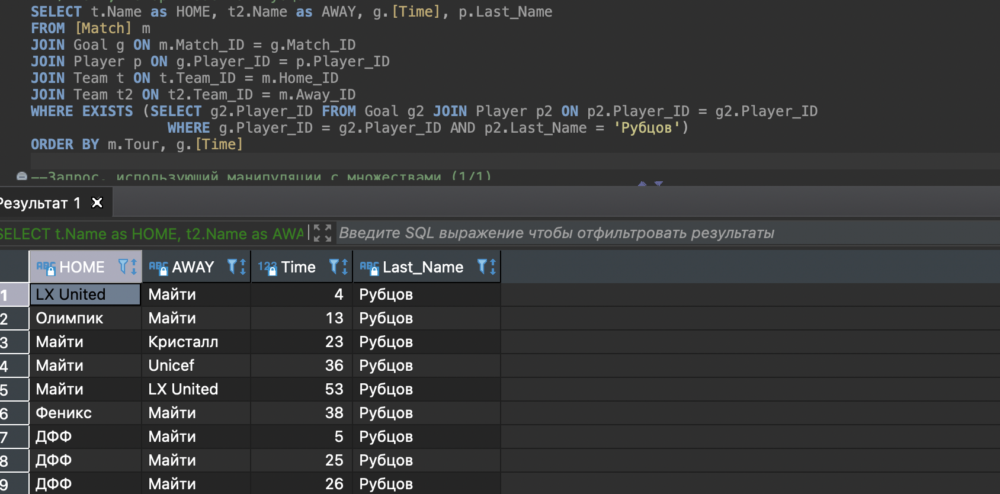 SELECT t.Name as HOME, t2.Name as AWAY, g.[Time], p.Last_Name
FROM [Match] m
JOIN Goal g ON m.Match_ID = g.Match_ID
JOIN Player p ON g.Player_ID = p.Player_ID
JOIN Team t ON t.Team_ID = m.Home_ID
JOIN Team t2 ON t2.Team_ID = m.Away_ID
WHERE EXISTS (SELECT g2.Player_ID FROM Goal g2 JOIN Player p2 ON p2.Player_ID = g2.Player_ID
WHERE g.Player_ID = g2.Player_ID AND p2.Last_Name = 'Рубцов')
ORDER BY m.Tour, g.[Time]
--Запрос, использующий манипуляции с множествами (1/1)
Результат 1
SELECT t.Name as HOME, t2.Name as AWA
Введите SQL выражение чтобы отфильтровать результаты
ABC HOME ABC AWAY 123 Time ABC Last_Name
1 LX United Майти 4 Рубцов
2 Олимпик Майти 13 Рубцов
3 Майти Кристалл 23 Рубцов
4 Майти Unicef 36 Рубцов
5 Майти LX United 53 Рубцов
6 Феникс Майти 38 Рубцов
7 ДФФ Майти 5 Рубцов
8 ДФФ Майти 25 Рубцов
9 ДФФ Майти 26 Рубцов